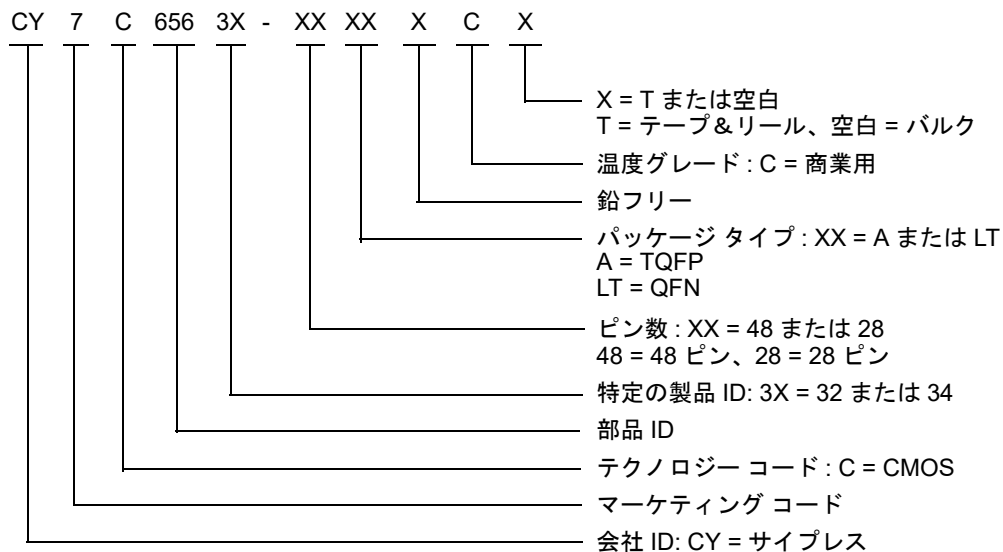 CY 7 C 656 3X - XX XX X C X
X = T または空白
T = テープ＆リール、空白 = バルク
温度グレード : C = 商業用
鉛フリー
パッケージ タイプ : XX = A または LT
A = TQFP
LT = QFN
ピン数 : XX = 48 または 28
48 = 48 ピン、28 = 28 ピン
特定の製品 ID: 3X = 32 または 34
部品 ID
テクノロジー コード : C = CMOS
マーケティング コード
会社 ID: CY = サイプレス